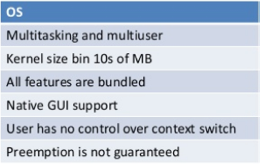 OS
Multitasking and multiuser
Kernel size bin 10s of MB
All features are bundled
Native GUI support
User has no control over context switch
Preemption is not guaranteed